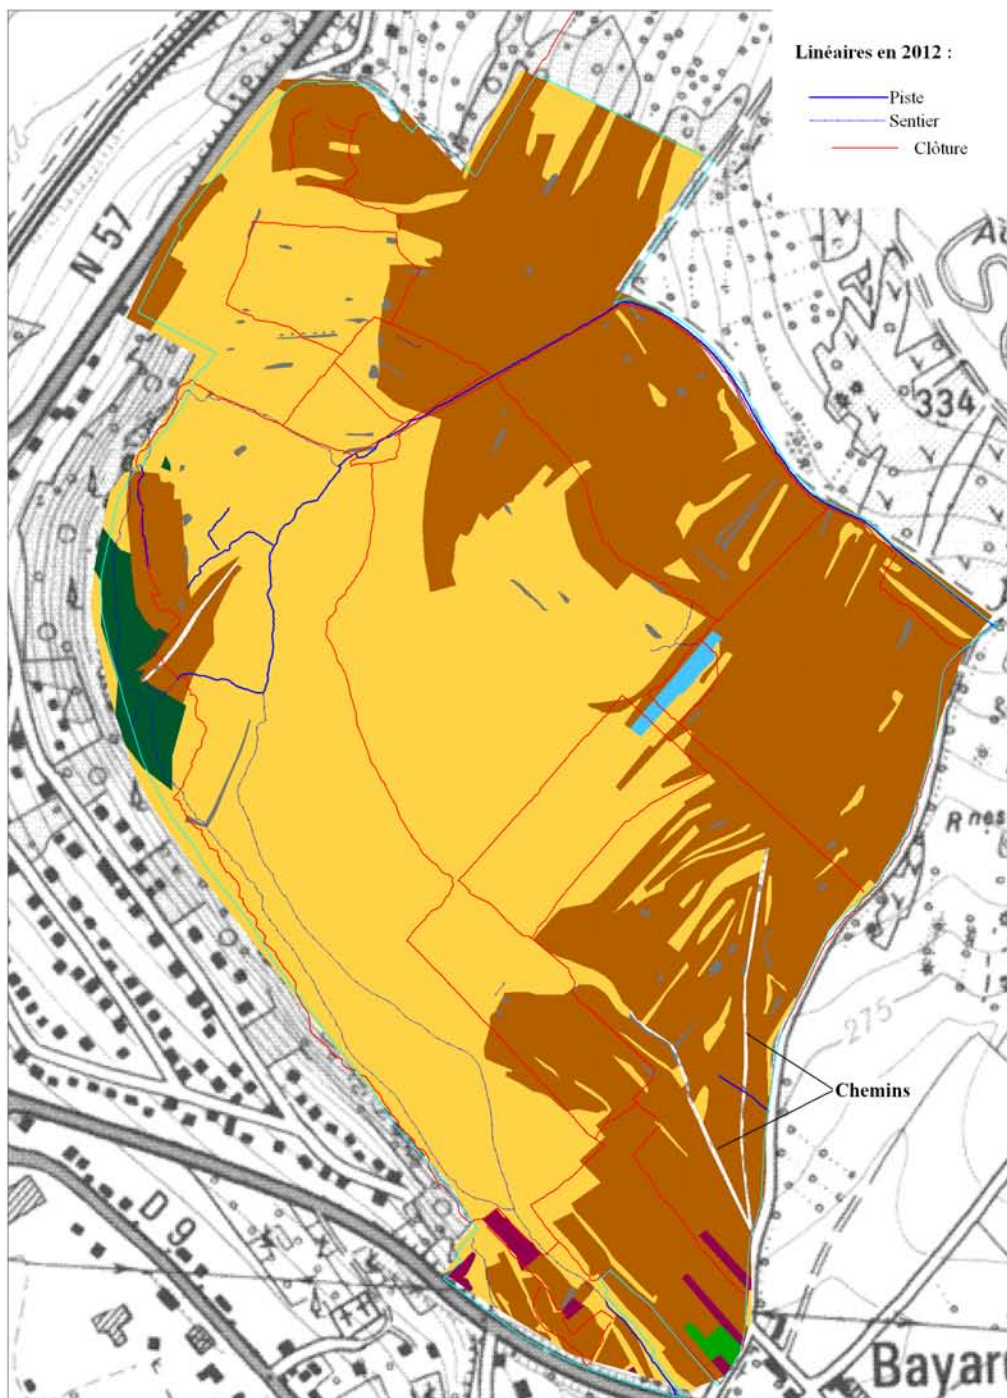 Linéaires en 2012 :
Piste
Sentier
Clôture
N 57
334
275
Chemins
D 9
Bayar